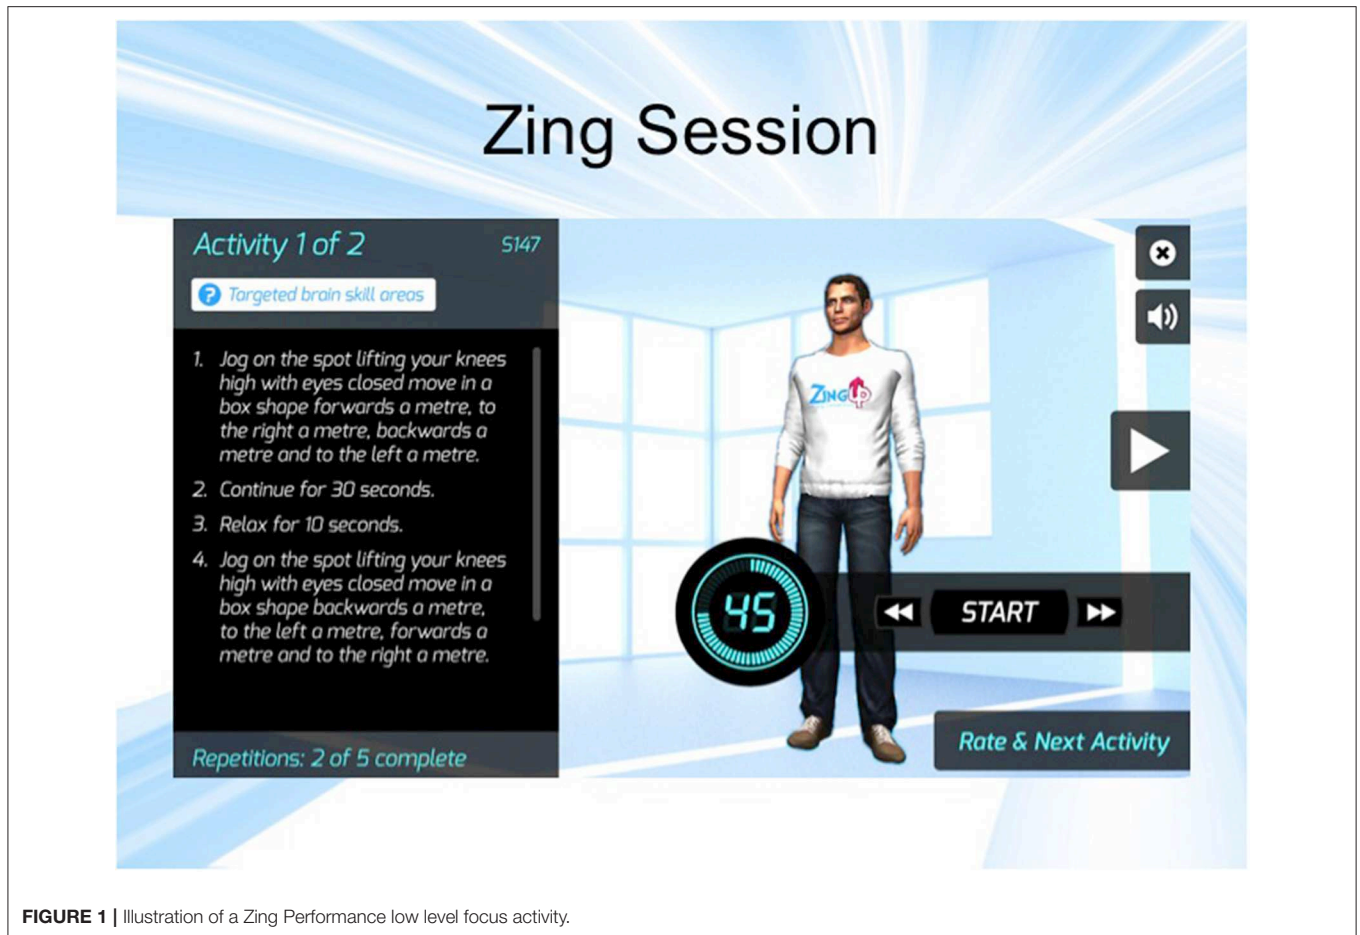 Zing Session
Activity 1 of 2
S147
? Targeted brain skill areas
1. Jog on the spot lifting your knees
high with eyes closed move in a
box shape forwards a metre, to
the right a metre, backwards a
metre and to the left a metre.
2. Continue for 30 seconds.
3. Relax for 10 seconds.
4. Jog on the spot lifting your knees
high with eyes closed move in a
box shape backwards a metre,
to the left a metre, forwards a
metre and to the right a metre.
Repetitions: 2 of 5 complete
ZINGUP
45
START
Rate & Next Activity
FIGURE 1 | Illustration of a Zing Performance low level focus activity.